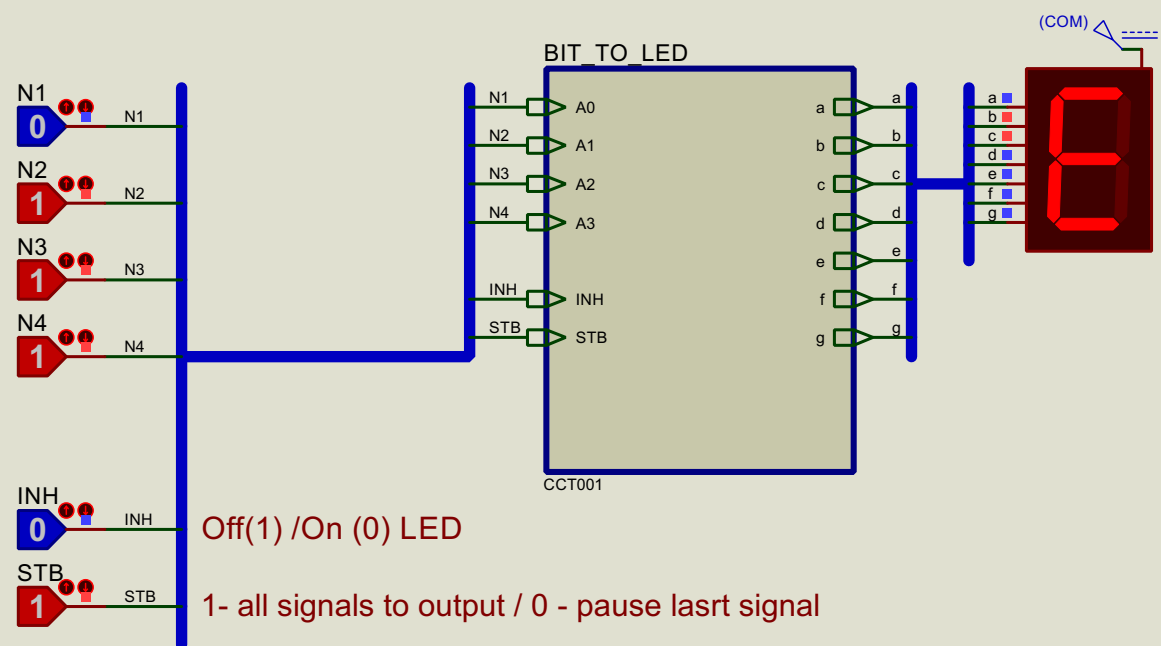 (COM)
BIT_TO_LED
N1
0
N1
N2
1
N2
N3
1
N3
N4
1
N4
N1 A0 a a
N2 A1 b b
N3 A2 c c
N4 A3 d d
e e
INH INH f f
STB STB g g
CCT001
a
b
c
d
e
f
g
E
INH
0
INH
Off(1) /On (0) LED
STB
1
STB
1- all signals to output / 0 - pause lasrt signal